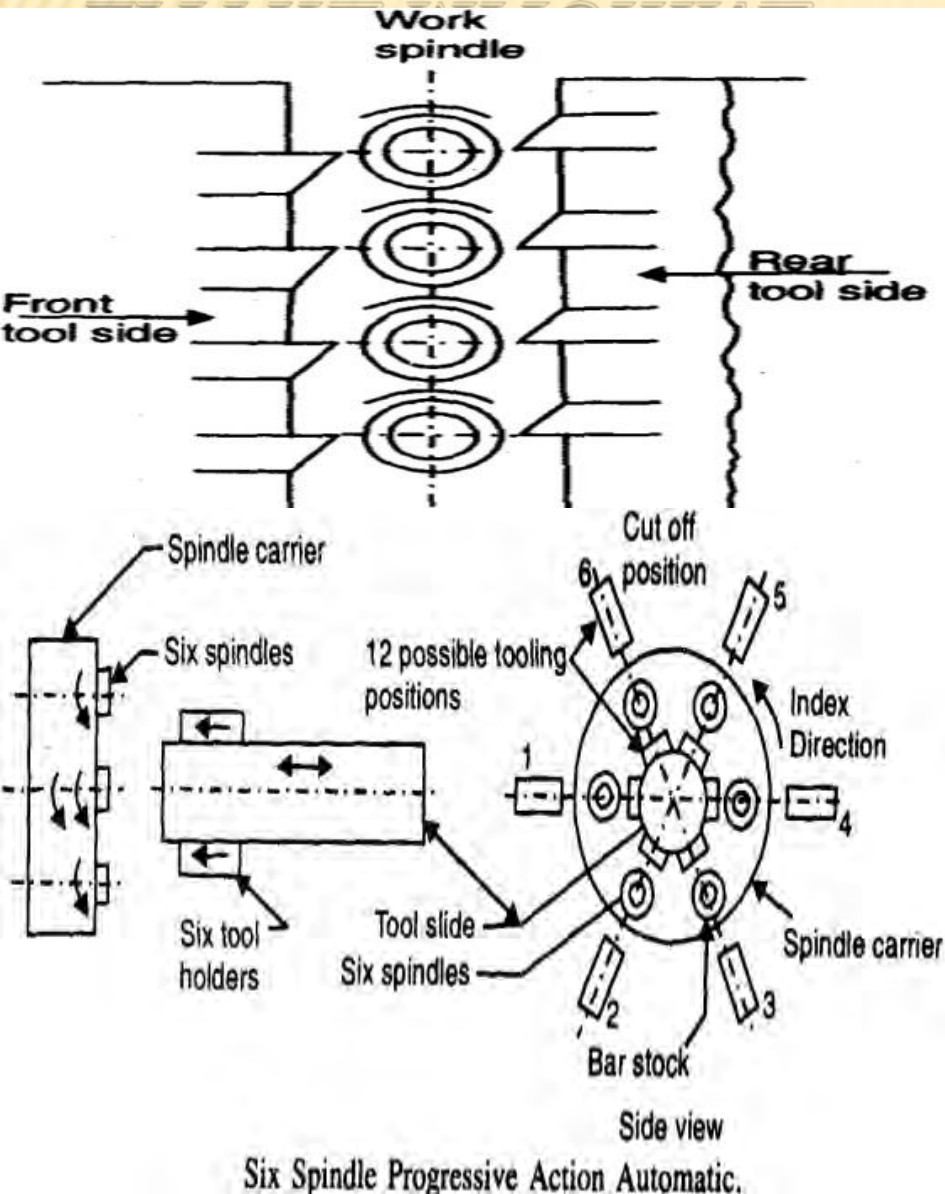 Work
spindle
Front
tool side
Rear
tool side
Spindle carrier
Six spindles
Six tool
holders
Cut off
position
6
5
12 possible tooling
positions
Index
Direction
1
4
Tool slide
Six spindles
Spindle carrier
2
3
Bar stock
Side view
Six Spindle Progressive Action Automatic.